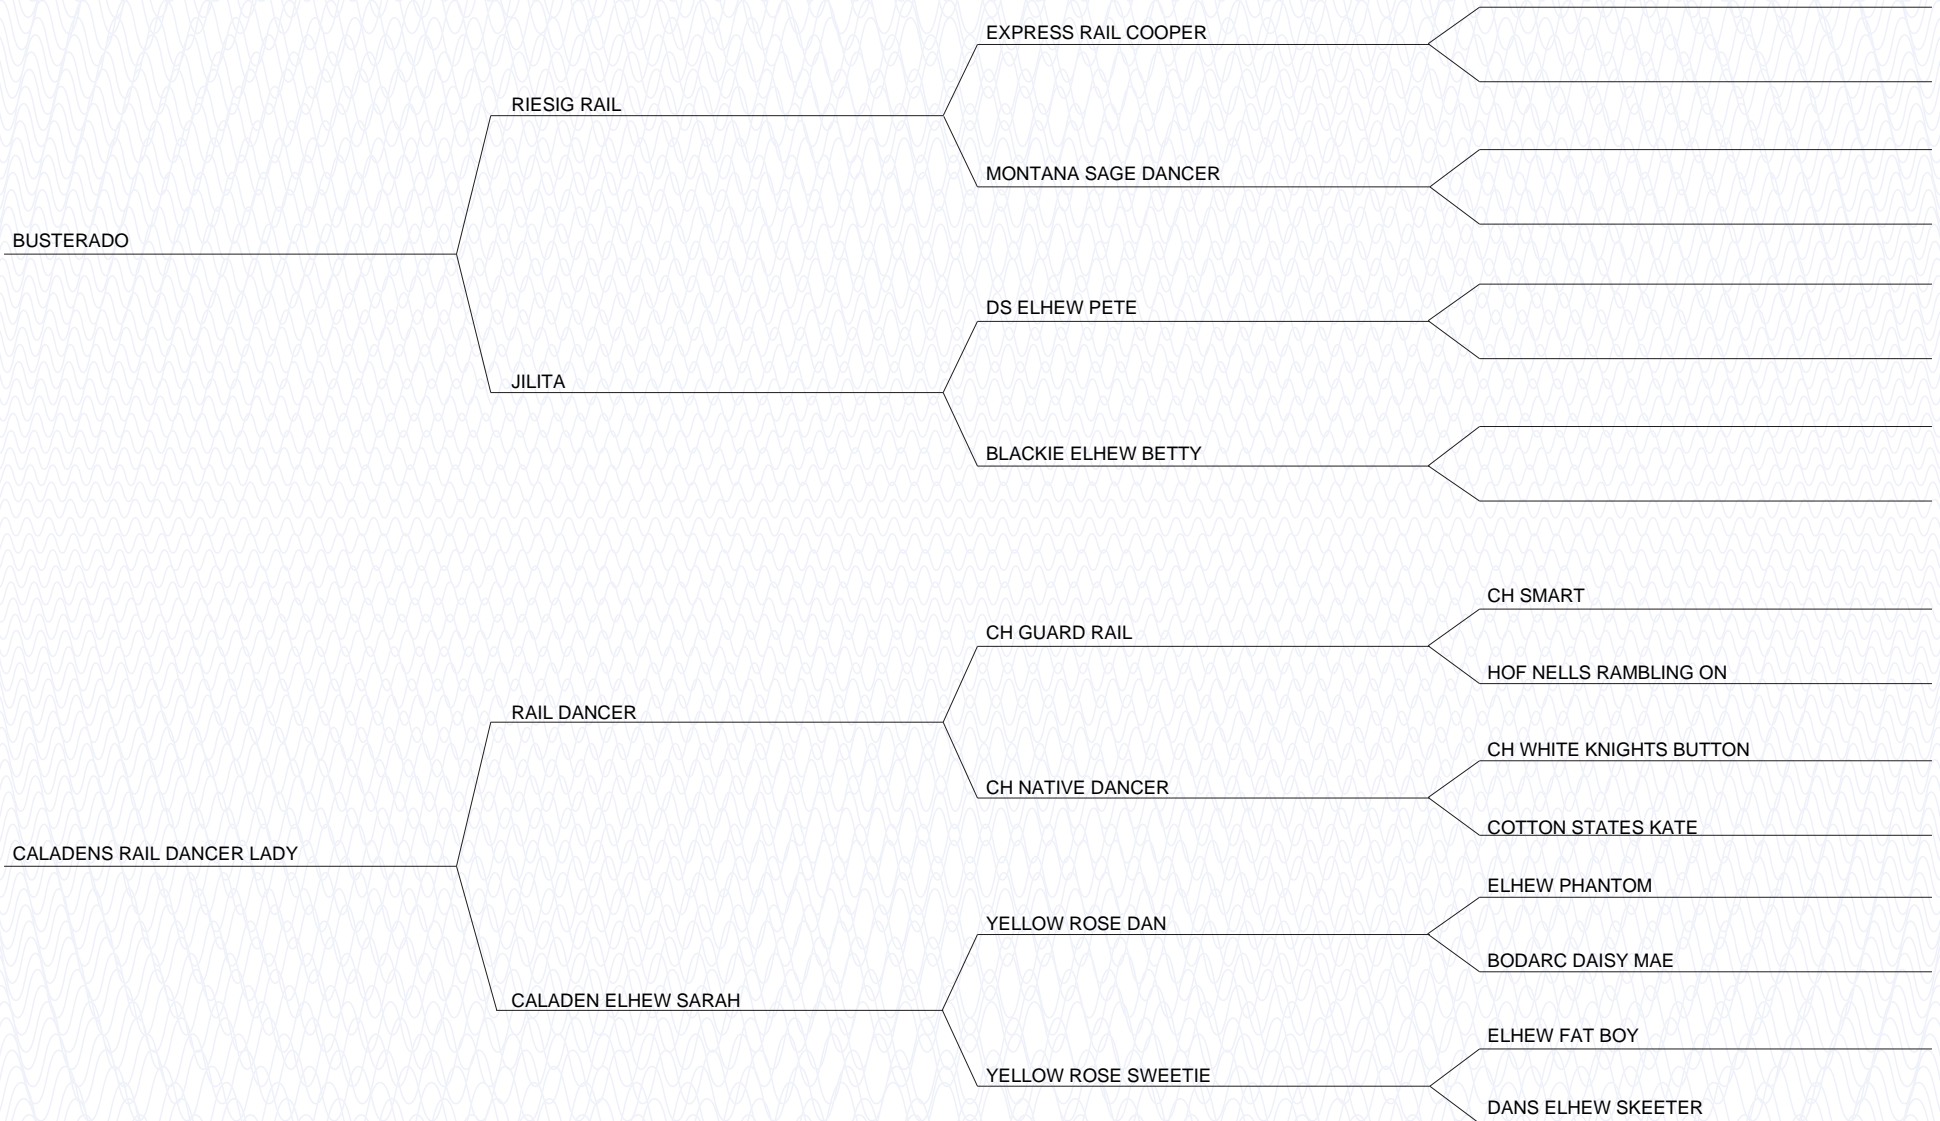 EXPRESS RAIL COOPER
RIESIG RAIL
MONTANA SAGE DANCER
BUSTERADO
DS ELHEW PETE
JILITA
BLACKIE ELHEW BETTY
CH SMART
CH GUARD RAIL
HOF NELLS RAMBLING ON
RAIL DANCER
CH WHITE KNIGHTS BUTTON
CH NATIVE DANCER
COTTON STATES KATE
CALADENS RAIL DANCER LADY
ELHEW PHANTOM
YELLOW ROSE DAN
BODARC DAISY MAE
CALADEN ELHEW SARAH
ELHEW FAT BOY
YELLOW ROSE SWEETIE
DANS ELHEW SKEETER